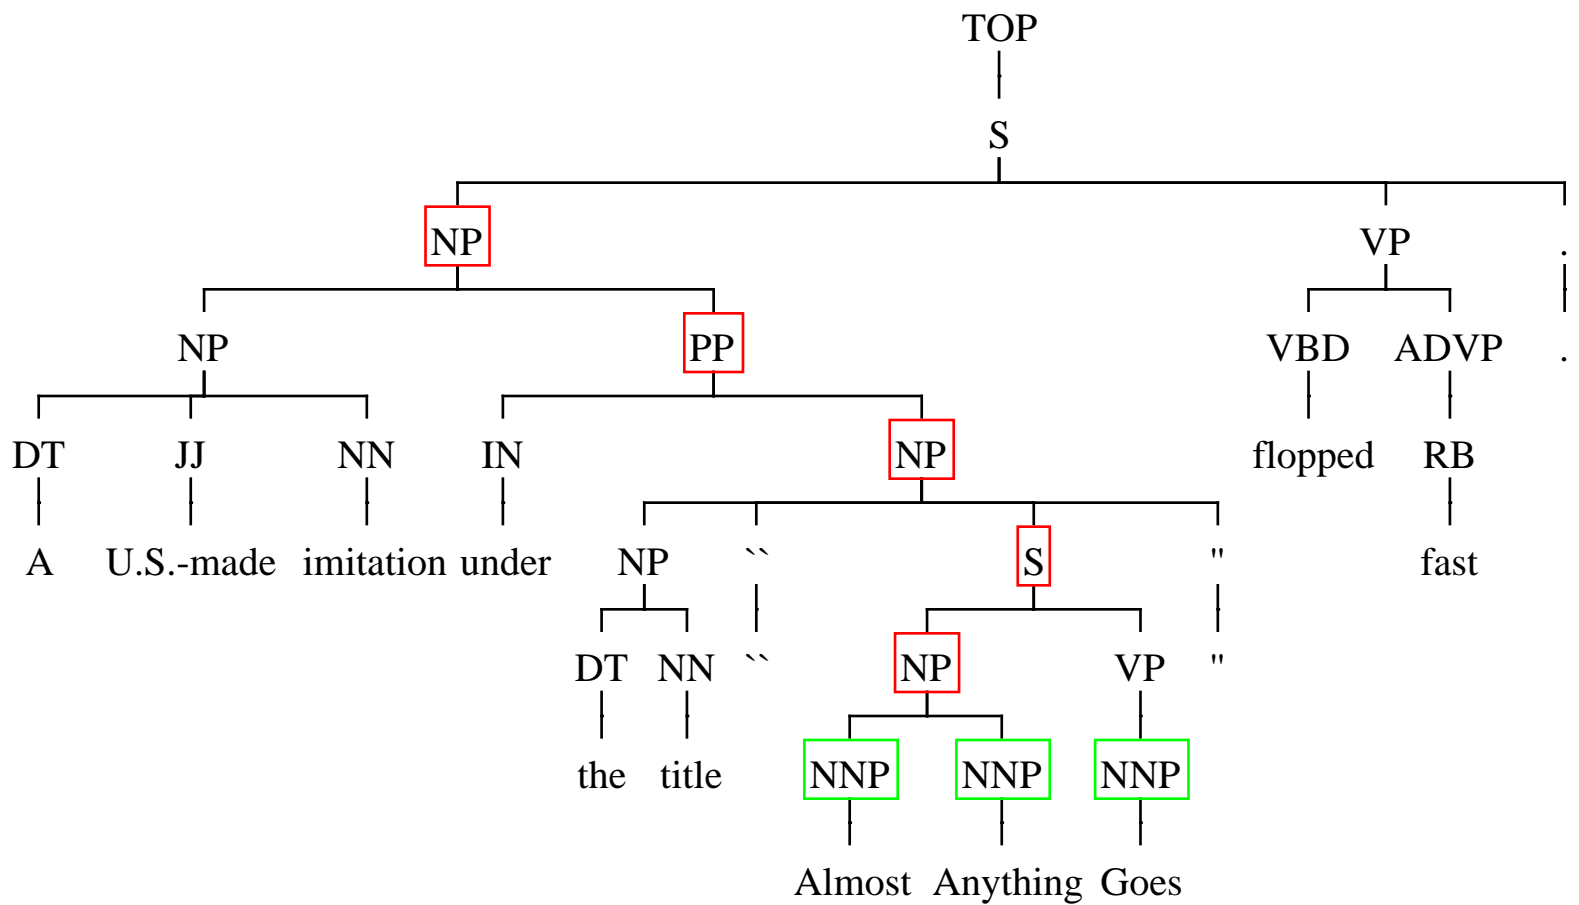 TOP
S
NP VP .
NP PP VBD ADVP .
DT JJ NN IN NP flopped RB
A U.S.-made imitation under NP `` S '' fast
DT NN `` NP VP ''
the title NNP NNP NNP
Almost Anything Goes